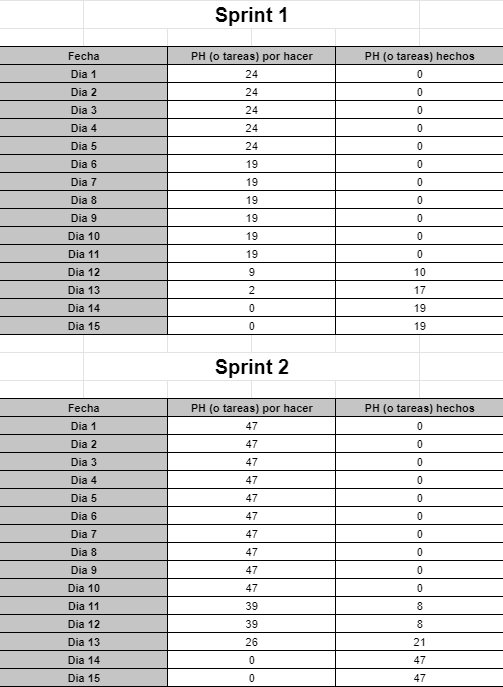 Sprint 1
Fecha PH (o tareas) por hacer PH (o tareas) hechos
Dia 1 24 0
Dia 2 24 0
Dia 3 24 0
Dia 4 24 0
Dia 5 24 0
Dia 6 19 0
Dia 7 19 0
Dia 8 19 0
Dia 9 19 0
Dia 10 19 0
Dia 11 19 0
Dia 12 9 10
Dia 13 2 17
Dia 14 0 19
Dia 15 0 19
Sprint 2
Fecha PH (o tareas) por hacer PH (o tareas) hechos
Dia 1 47 0
Dia 2 47 0
Dia 3 47 0
Dia 4 47 0
Dia 5 47 0
Dia 6 47 0
Dia 7 47 0
Dia 8 47 0
Dia 9 47 0
Dia 10 47 0
Dia 11 39 8
Dia 12 39 8
Dia 13 26 21
Dia 14 0 47
Dia 15 0 47